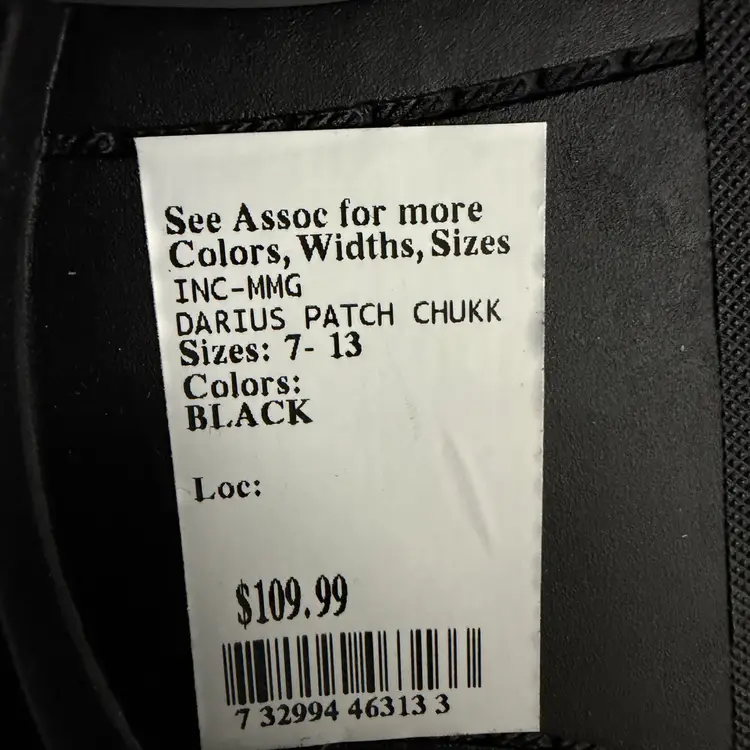 See Assoc for more
Colors, Widths, Sizes
INC-MMG
DARIUS PATCH CHUKK
Sizes: 7- 13
Colors:
BLACK
Loc:
$109.99
7 32994 46313 3